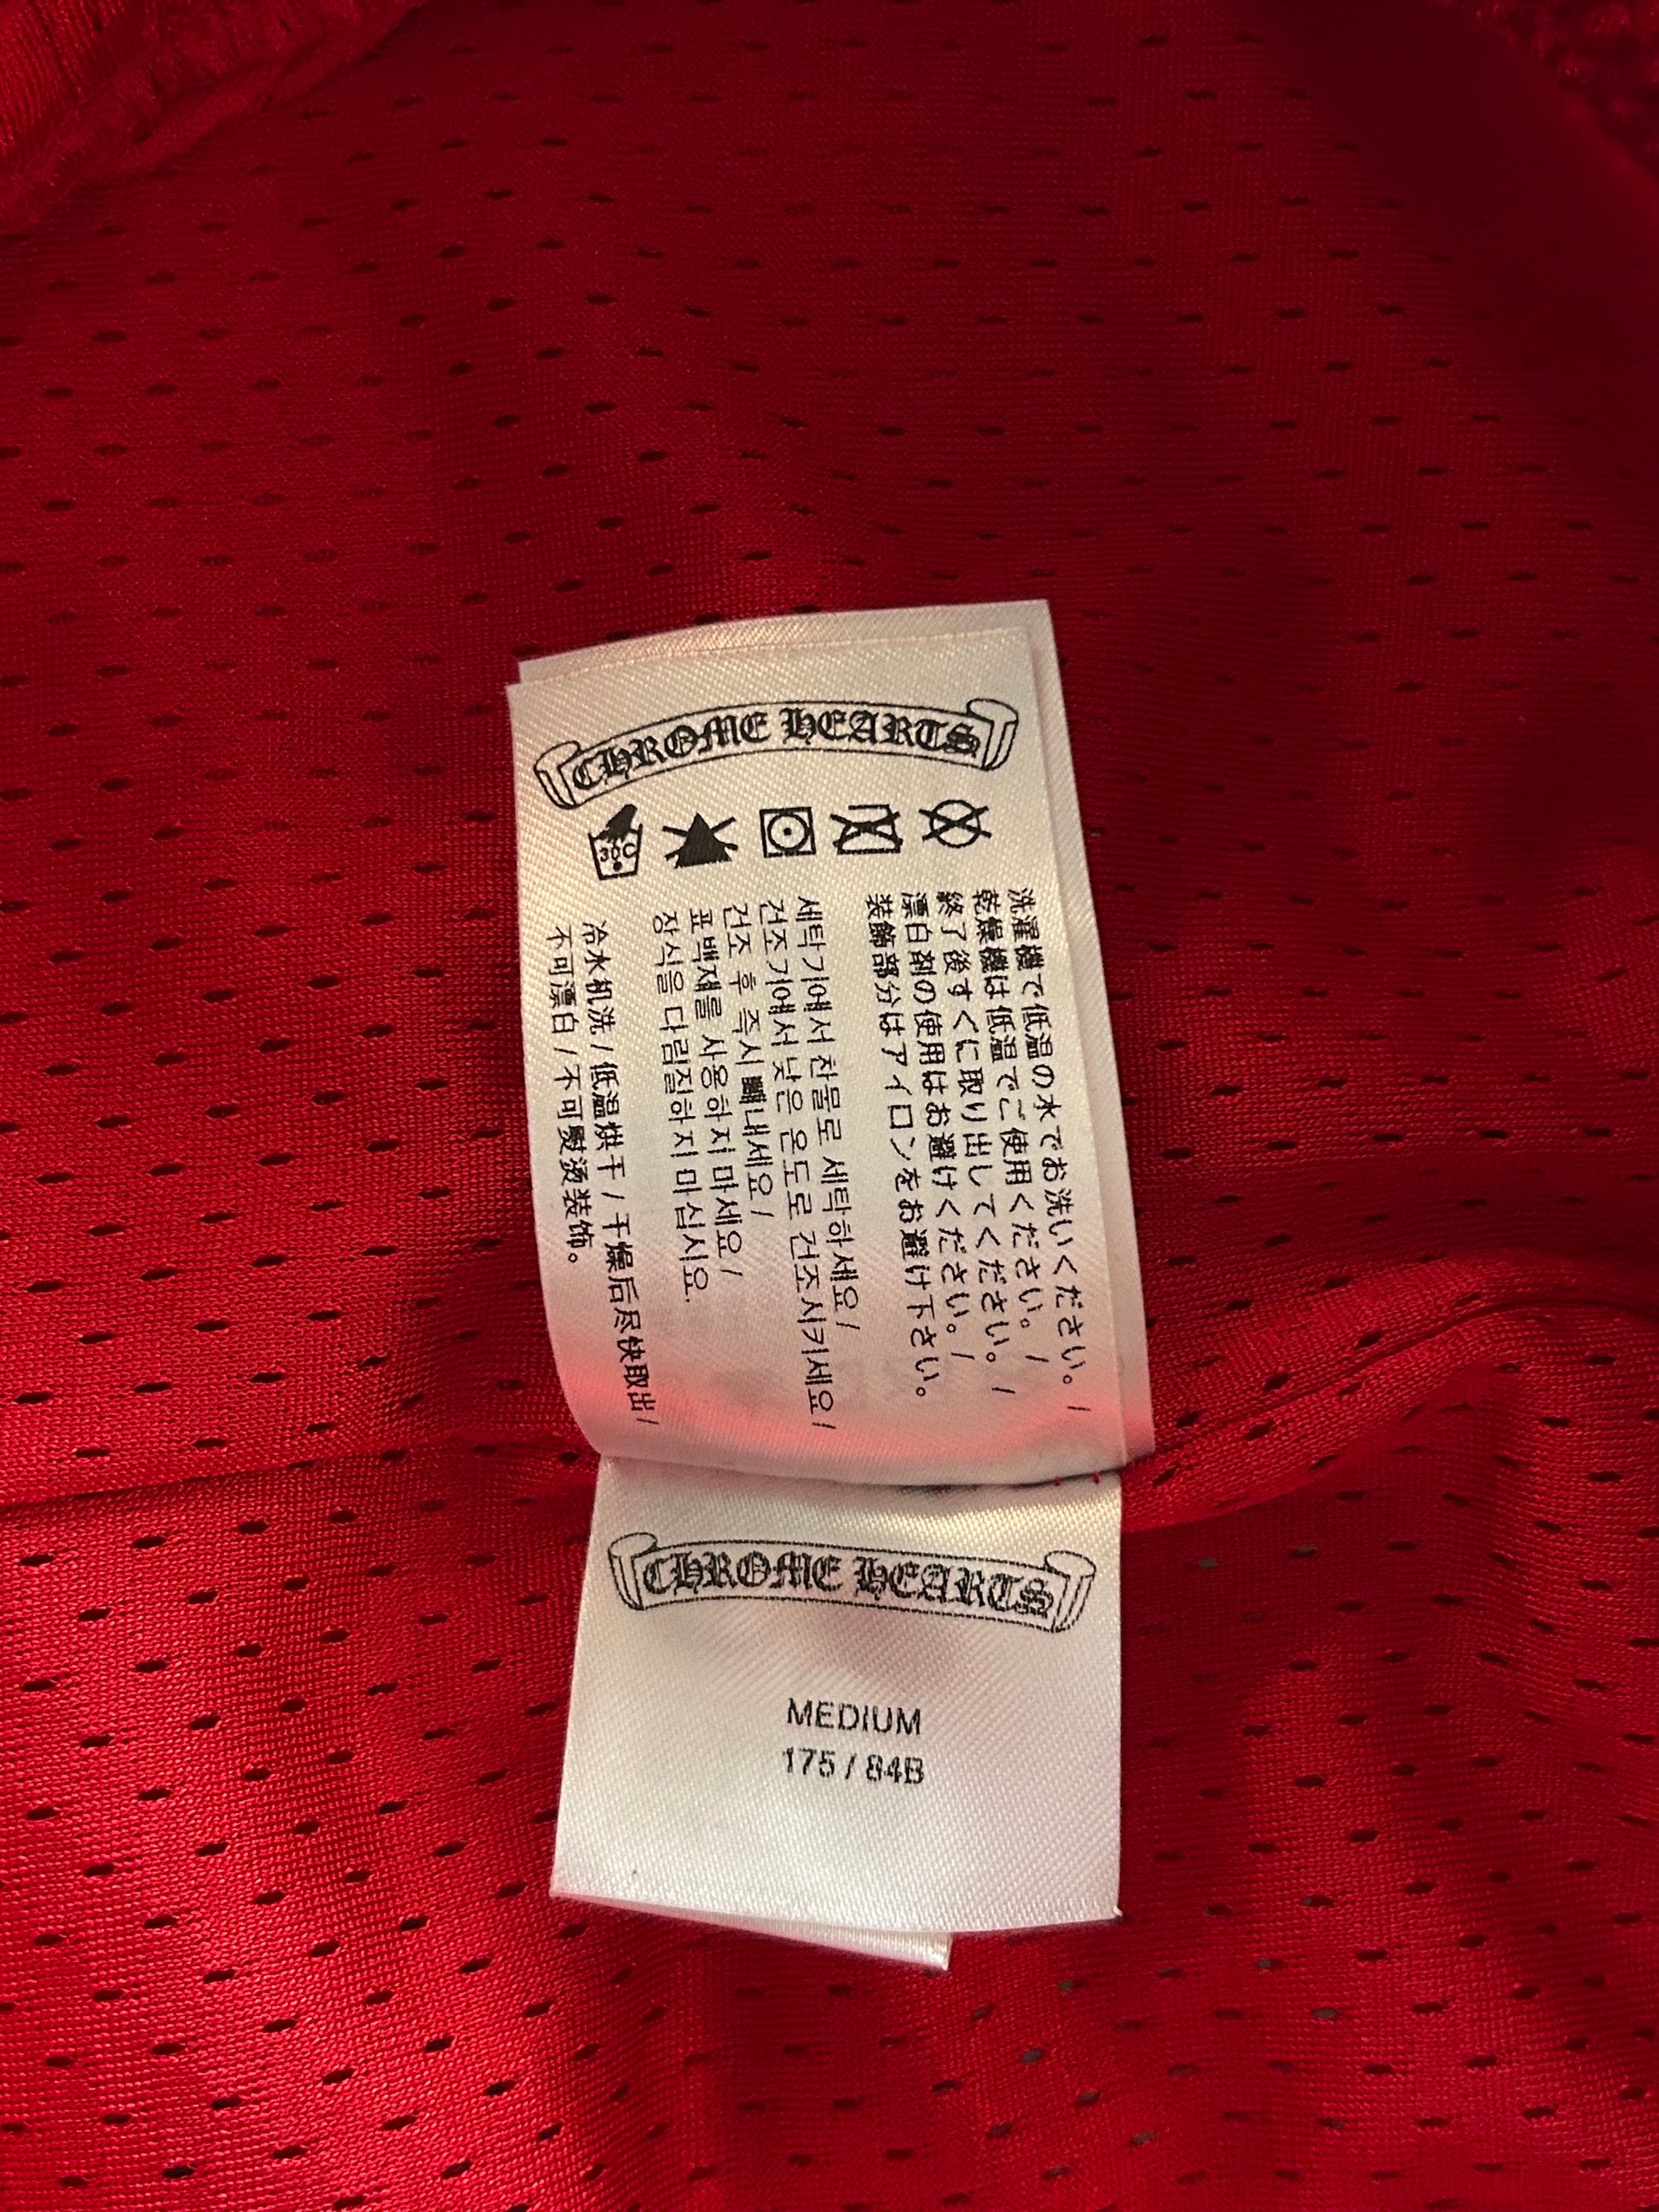 CHROME HEARTS
30C
洗濯機で低温の水でお洗いください。 /
乾燥機は低温でご使用ください。 /
終了後すぐに取り出してください。 /
漂白剤の使用はお避けください。 /
装飾部分はアイロンをお避け下さい。
세탁기에서 찬물로 세탁하세요 /
건조기에서 낮은 온도로 건조시키세요 /
건조 후 즉시 빼내세요 /
표백재를 사용하지 마세요 /
장식을 다림질하지 마십시요.
冷水机洗 / 低温烘干 / 干燥后尽快取出 /
不可漂白 / 不可熨烫装饰。
CHROME HEARTS
MEDIUM
175 / 84B